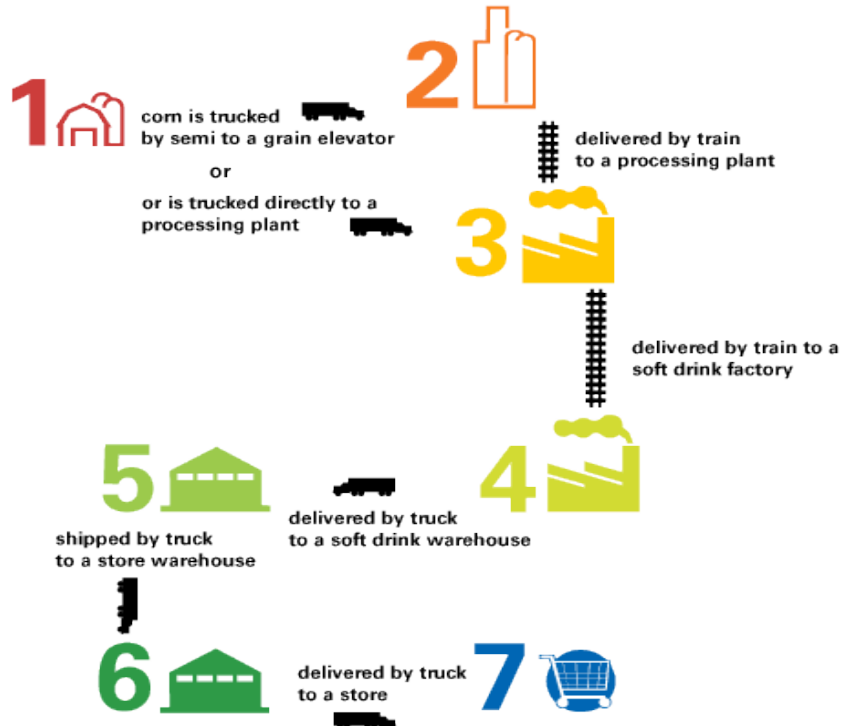 1
corn is trucked
by semi to a grain elevator
or
or is trucked directly to a
processing plant
2
delivered by train
to a processing plant
3
delivered by train to a
soft drink factory
4
delivered by truck
to a soft drink warehouse
5
shipped by truck
to a store warehouse
6
delivered by truck
to a store
7